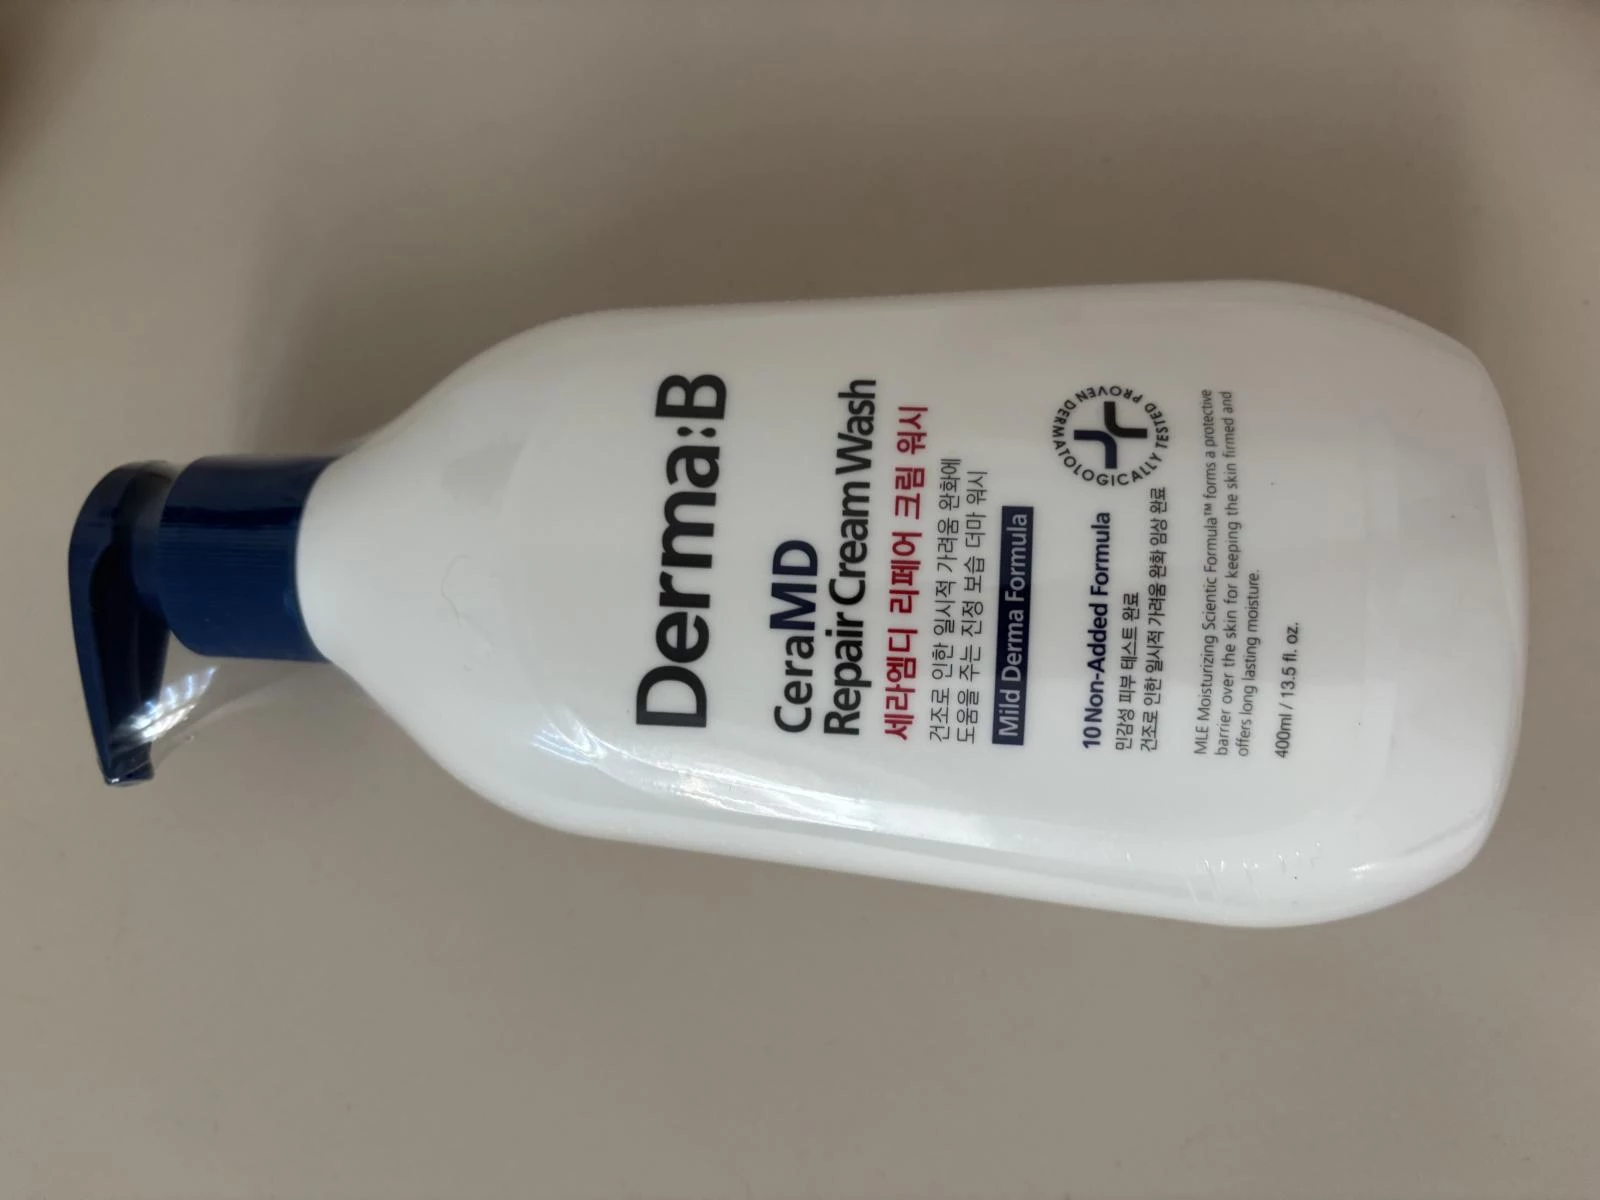 Derma:B
CeraMD
Repair Cream Wash
세라엠디 리페어 크림 워시
건조로 인한 일시적 가려움 완화에
도움을 주는 진정 보습 더마 워시
Mild Derma Formula
10 Non-Added Formula
민감성 피부 테스트 완료
건조로 인한 일시적 가려움 완화 임상 완료
PROVEN DERMATOLOGICALLY TESTED
MLE Moisturizing Scientic Formula™ forms a protective
barrier over the skin for keeping the skin firmed and
offers long lasting moisture.
400ml / 13.5 fl. oz.